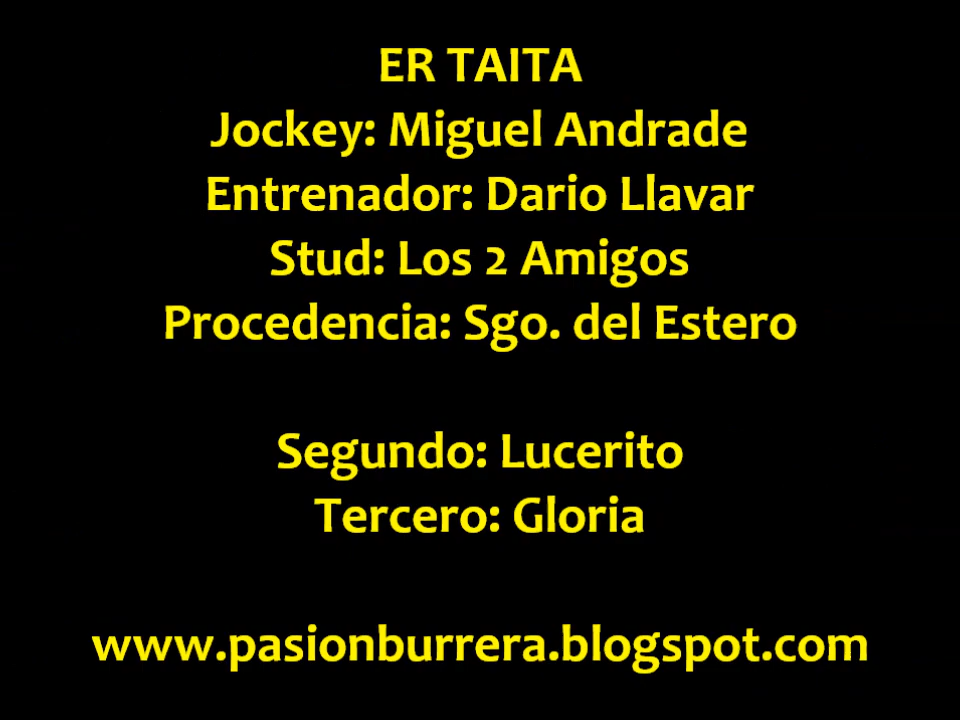 ER TAITA
Jockey: Miguel Andrade
Entrenador: Dario Llavar
Stud: Los 2 Amigos
Procedencia: Sgo. del Estero
Segundo: Lucerito
Tercero: Gloria
www.pasionburrera.blogspot.com